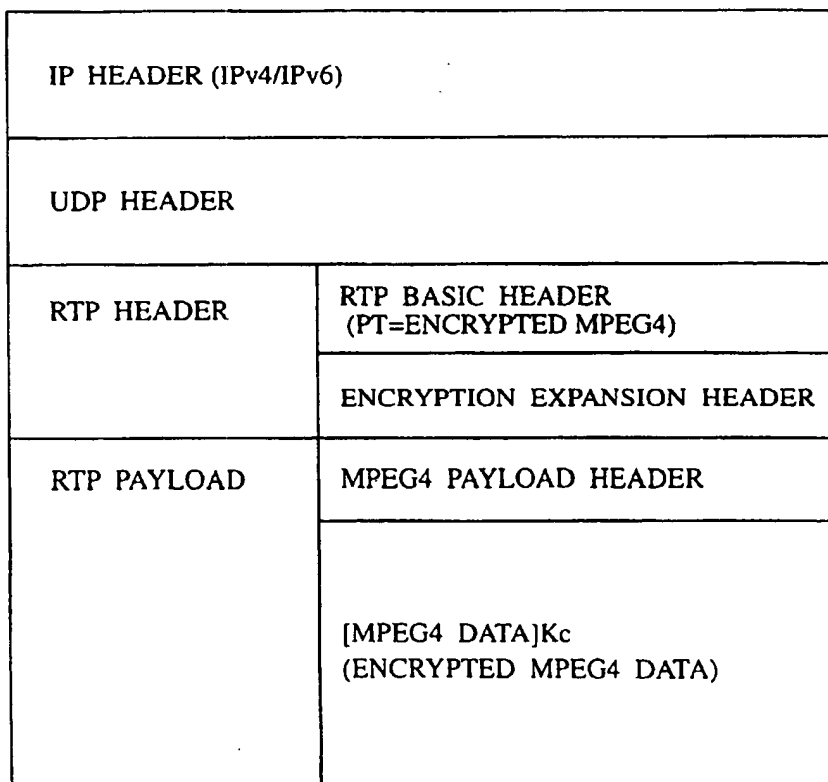 IP HEADER (IPv4/IPv6)
UDP HEADER
RTP HEADER
RTP BASIC HEADER
(PT=ENCRYPTED MPEG4)
ENCRYPTION EXPANSION HEADER
RTP PAYLOAD
MPEG4 PAYLOAD HEADER
[MPEG4 DATA]Kc
(ENCRYPTED MPEG4 DATA)